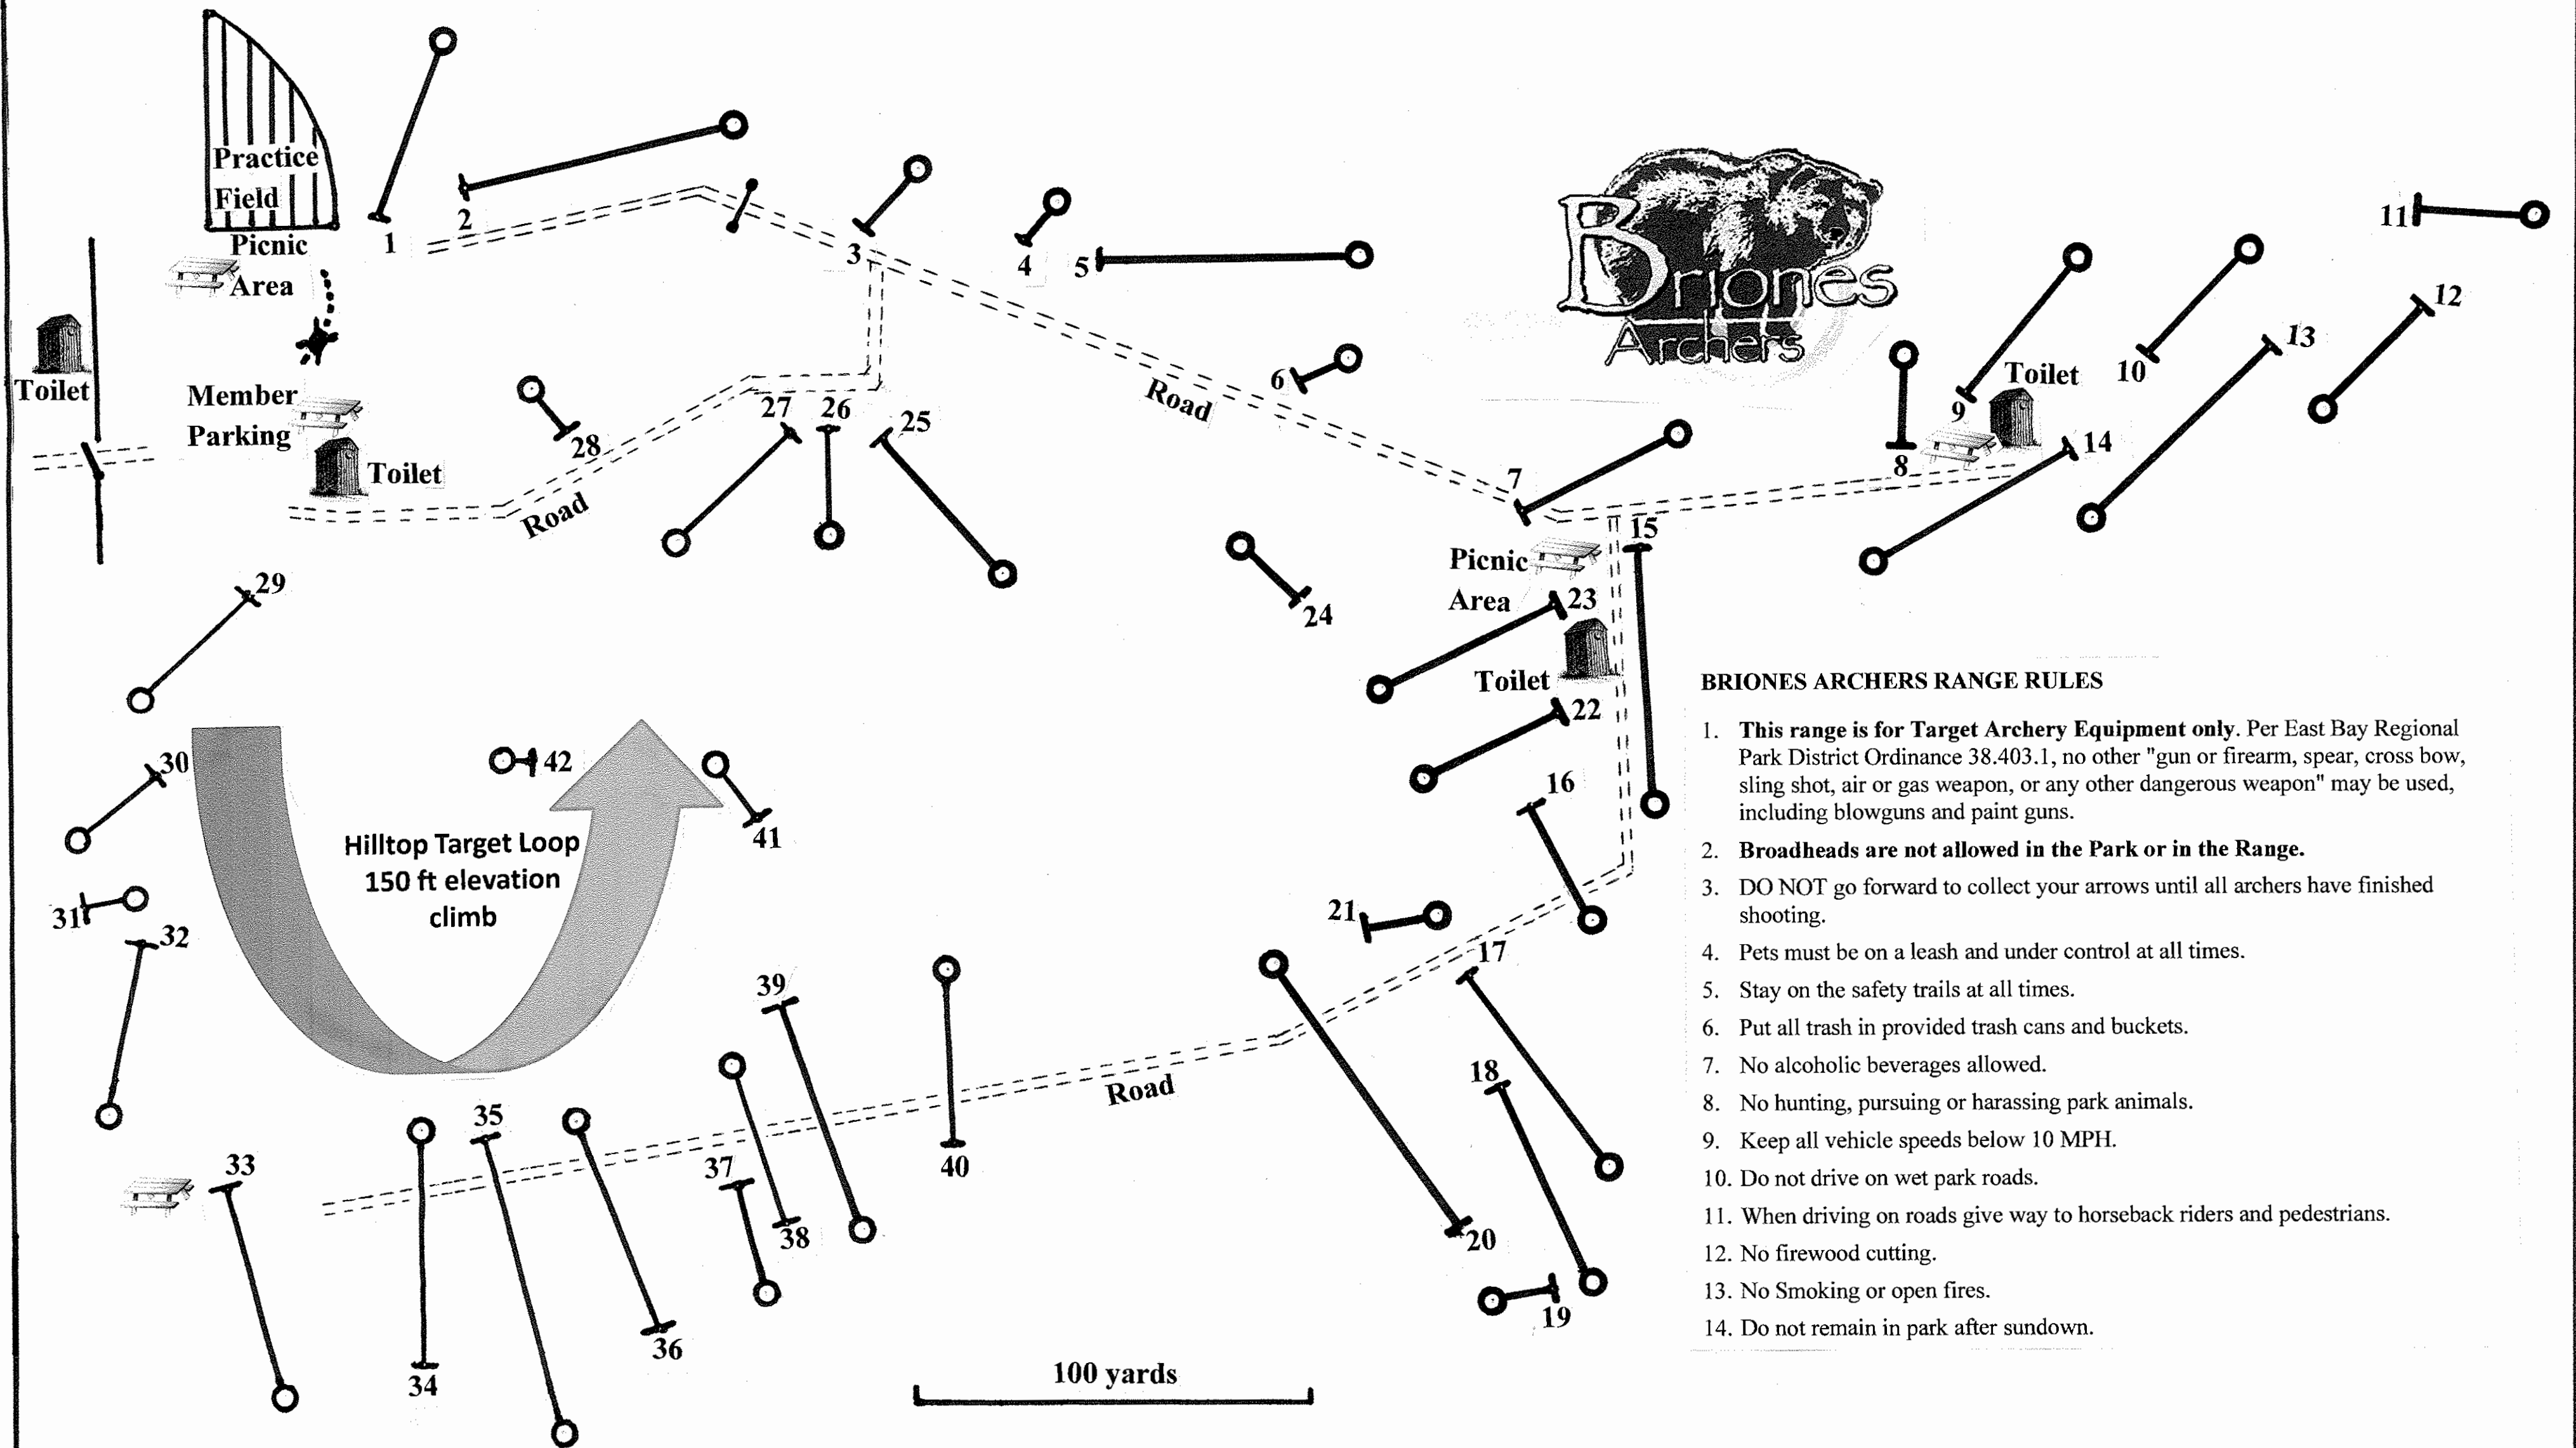 Practice
Field
Picnic
Area
Toilet
Member
Parking
Toilet
1
2
3
4
5
6
7
8
9
10
11
12
13
14
15
16
17
18
19
20
21
22
23
24
25
26
27
28
29
30
31
32
33
34
35
36
37
38
39
40
41
42
Road
Road
Road
Briones
Archers
Toilet
Picnic
Area
Toilet
Hilltop Target Loop
150 ft elevation
climb
100 yards
BRIONES ARCHERS RANGE RULES
1. This range is for Target Archery Equipment only. Per East Bay Regional
Park District Ordinance 38.403.1, no other "gun or firearm, spear, cross bow,
sling shot, air or gas weapon, or any other dangerous weapon" may be used,
including blowguns and paint guns.
2. Broadheads are not allowed in the Park or in the Range.
3. DO NOT go forward to collect your arrows until all archers have finished
shooting.
4. Pets must be on a leash and under control at all times.
5. Stay on the safety trails at all times.
6. Put all trash in provided trash cans and buckets.
7. No alcoholic beverages allowed.
8. No hunting, pursuing or harassing park animals.
9. Keep all vehicle speeds below 10 MPH.
10. Do not drive on wet park roads.
11. When driving on roads give way to horseback riders and pedestrians.
12. No firewood cutting.
13. No Smoking or open fires.
14. Do not remain in park after sundown.